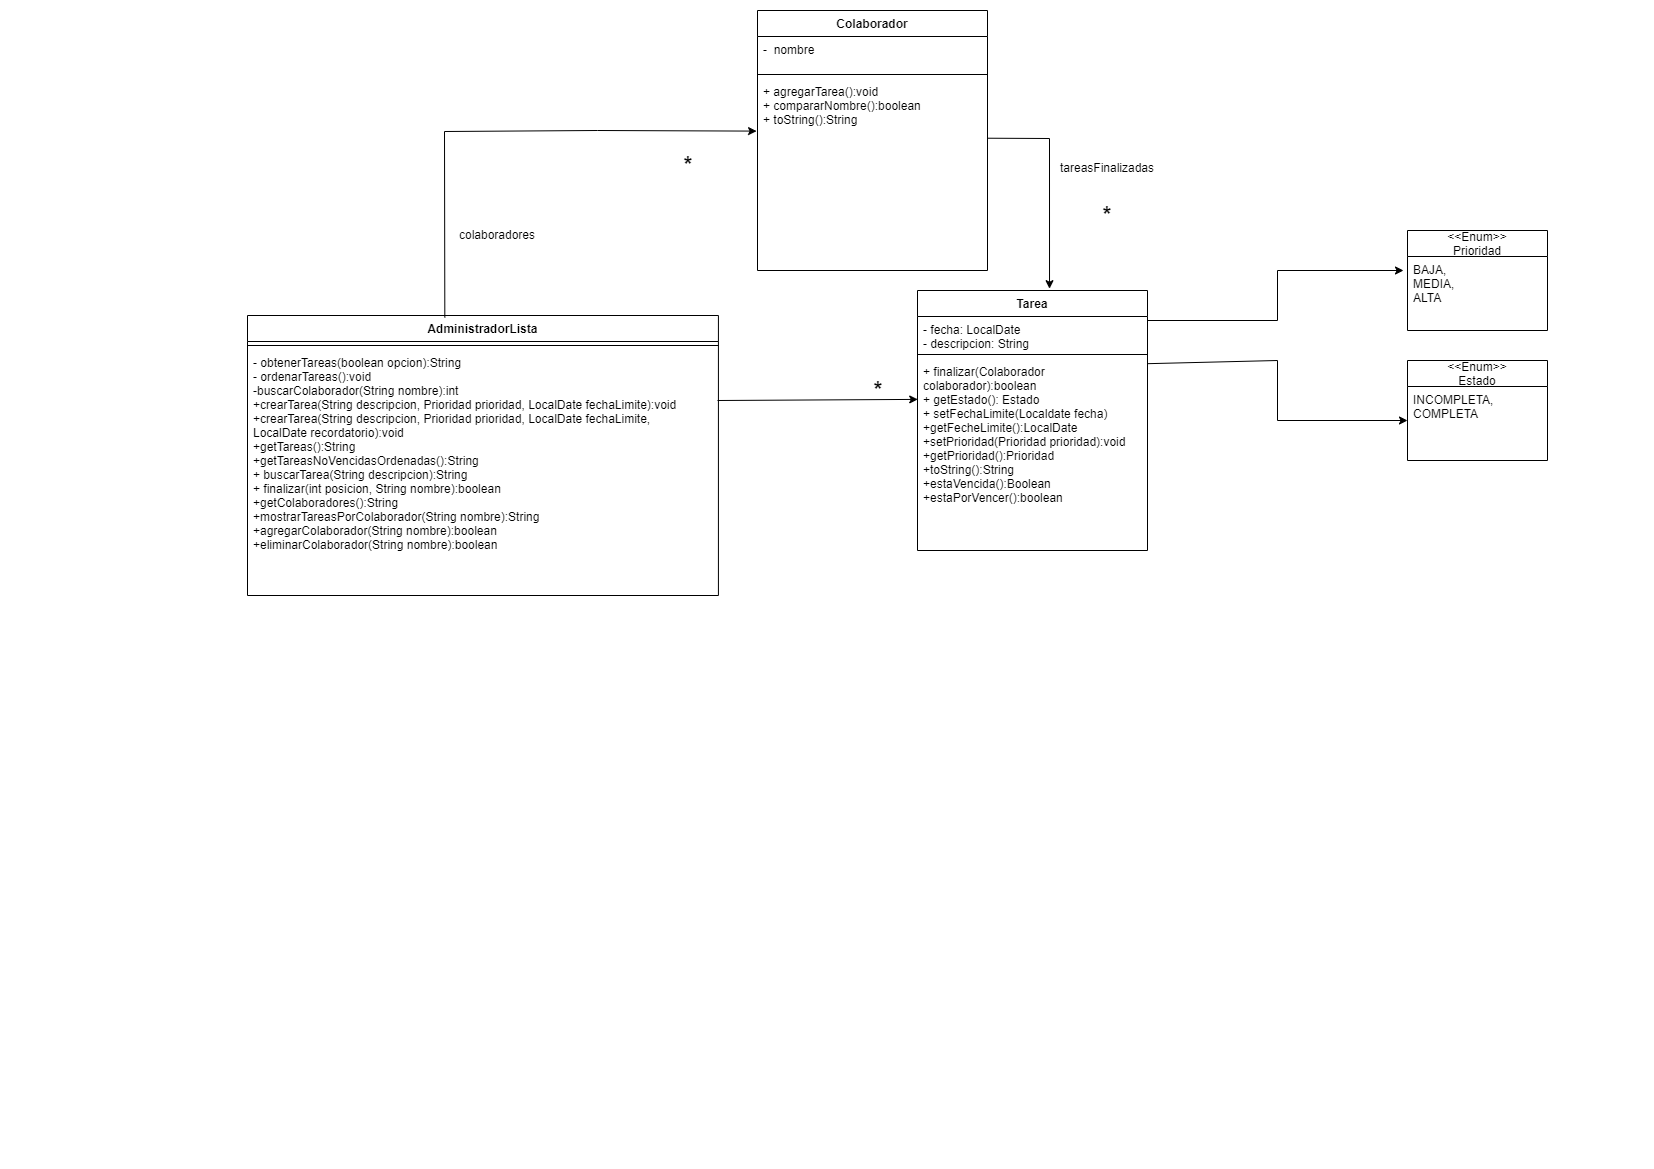 Colaborador
- nombre
+ agregarTarea():void
+ compararNombre():boolean
+ toString():String
*
tareasFinalizadas
*
colaboradores
<<Enum>>
Prioridad
BAJA,
MEDIA,
ALTA
AdministradorLista
- obtenerTareas(boolean opcion):String
- ordenarTareas():void
-buscarColaborador(String nombre):int
+crearTarea(String descripcion, Prioridad prioridad, LocalDate fechaLimite):void
+crearTarea(String descripcion, Prioridad prioridad, LocalDate fechaLimite,
LocalDate recordatorio):void
+getTareas():String
+getTareasNoVencidasOrdenadas():String
+ buscarTarea(String descripcion):String
+ finalizar(int posicion, String nombre):boolean
+getColaboradores():String
+mostrarTareasPorColaborador(String nombre):String
+agregarColaborador(String nombre):boolean
+eliminarColaborador(String nombre):boolean
*
Tarea
- fecha: LocalDate
- descripcion: String
+ finalizar(Colaborador
colaborador):boolean
+ getEstado(): Estado
+ setFechaLimite(Localdate fecha)
+getFecheLimite():LocalDate
+setPrioridad(Prioridad prioridad):void
+getPrioridad():Prioridad
+toString():String
+estaVencida():Boolean
+estaPorVencer():boolean
<<Enum>>
Estado
INCOMPLETA,
COMPLETA